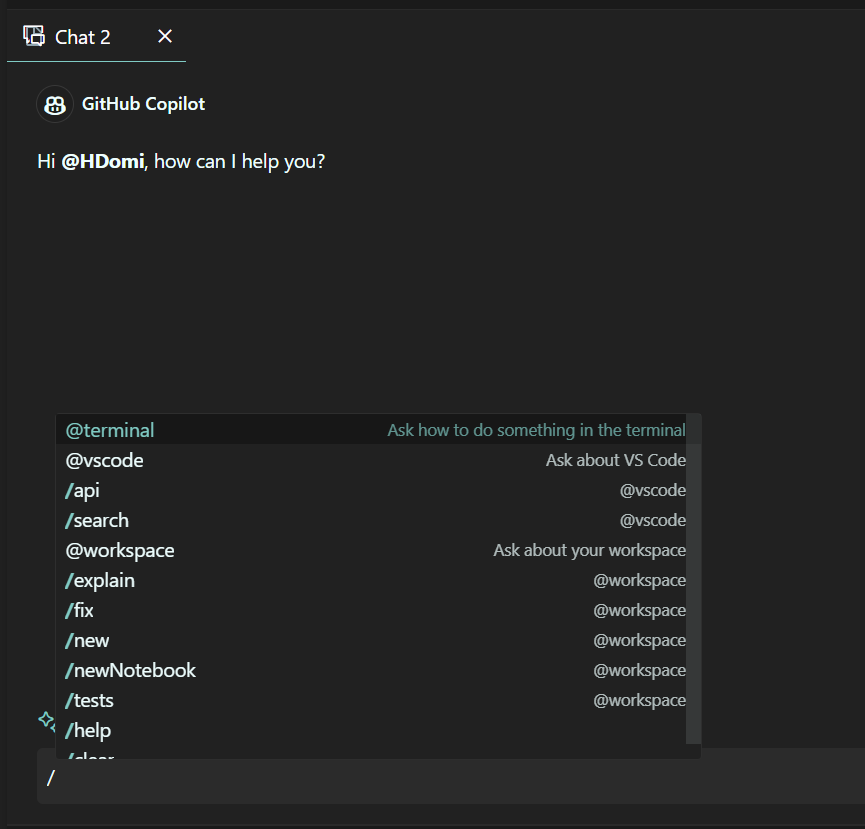 Chat 2
GitHub Copilot
Hi @HDomi, how can I help you?
@terminal Ask how to do something in the terminal
@vscode Ask about VS Code
/api @vscode
/search @vscode
@workspace Ask about your workspace
/explain @workspace
/fix @workspace
/new @workspace
/newNotebook @workspace
/tests @workspace
/help
/clear
/